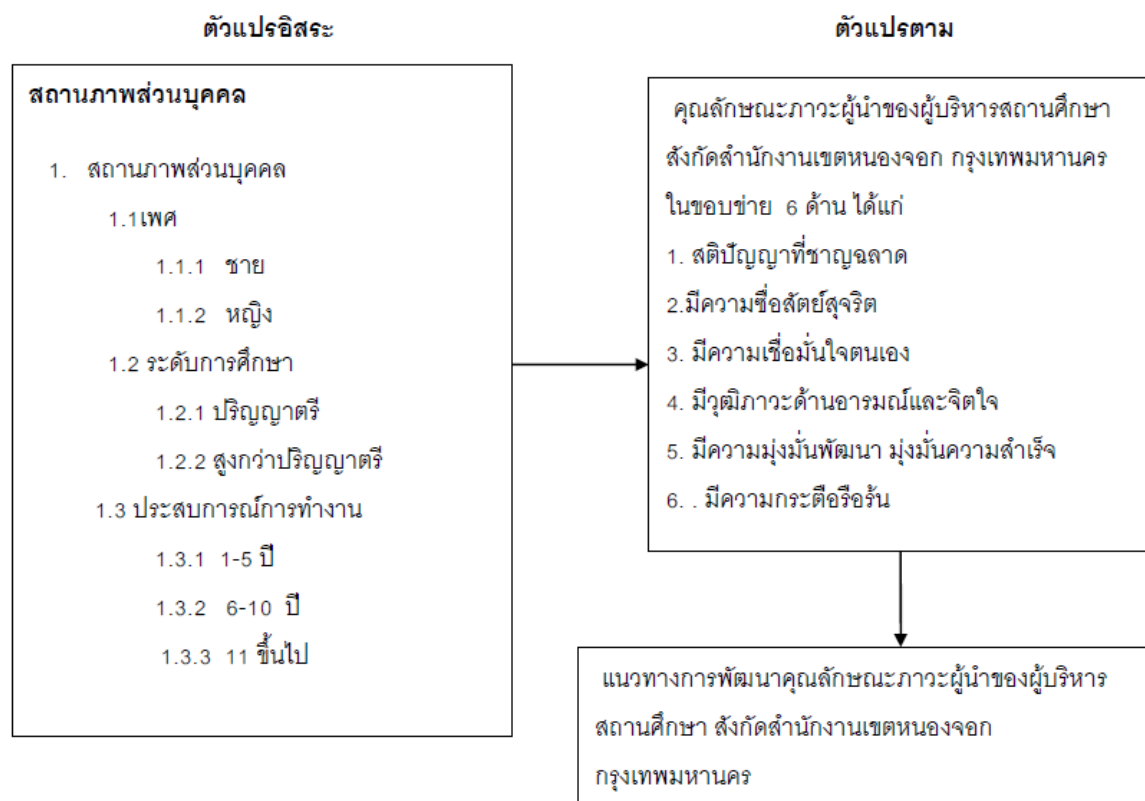 ตัวแปรอิสระ
สถานภาพส่วนบุคคล
1. สถานภาพส่วนบุคคล
1.1เพศ
1.1.1 ชาย
1.1.2 หญิง
1.2 ระดับการศึกษา
1.2.1 ปริญญาตรี
1.2.2 สูงกว่าปริญญาตรี
1.3 ประสบการณ์การทำงาน
1.3.1 1-5 ปี
1.3.2 6-10 ปี
1.3.3 11 ขึ้นไป
ตัวแปรตาม
คุณลักษณะภาวะผู้นำของผู้บริหารสถานศึกษา
สังกัดสำนักงานเขตหนองจอก กรุงเทพมหานคร
ในขอบข่าย 6 ด้าน ได้แก่
1. สติปัญญาที่ชาญฉลาด
2.มีความซื่อสัตย์สุจริต
3. มีความเชื่อมั่นใจตนเอง
4. มีวุฒิภาวะด้านอารมณ์และจิตใจ
5. มีความมุ่งมั่นพัฒนา มุ่งมั่นความสำเร็จ
6. . มีความกระตือรือร้น
แนวทางการพัฒนาคุณลักษณะภาวะผู้นำของผู้บริหาร
สถานศึกษา สังกัดสำนักงานเขตหนองจอก
กรุงเทพมหานคร